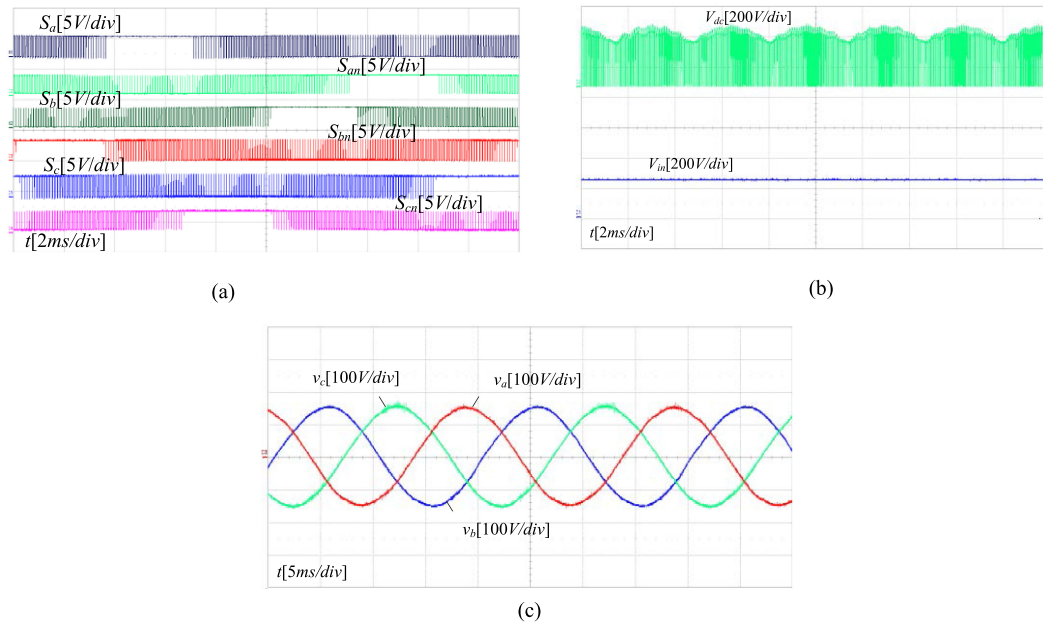 Sa[5V/div]
San[5V/div]
Sb[5V/div]
Sbn[5V/div]
Sc[5V/div]
Scn[5V/div]
t[2ms/div]
(a)
Vdc[200V/div]
Vin[200V/div]
t[2ms/div]
(b)
vc[100V/div]
va[100V/div]
vb[100V/div]
t[5ms/div]
(c)